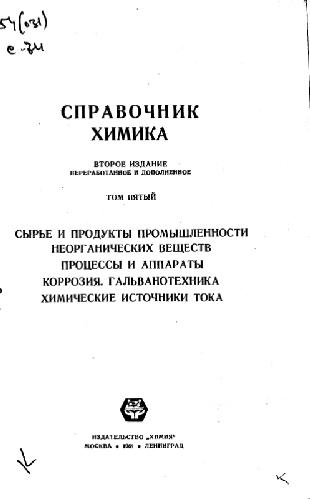 54(031)
с.74
СПРАВОЧНИК
ХИМИКА
ВТОРОЕ ИЗДАНИЕ
ПЕРЕРАБОТАННОЕ И ДОПОЛНЕННОЕ
ТОМ ПЯТЫЙ
СЫРЬЕ И ПРОДУКТЫ ПРОМЫШЛЕННОСТИ
НЕОРГАНИЧЕСКИХ ВЕЩЕСТВ
ПРОЦЕССЫ И АППАРАТЫ
КОРРОЗИЯ. ГАЛЬВАНОТЕХНИКА
ХИМИЧЕСКИЕ ИСТОЧНИКИ ТОКА
ИЗДАТЕЛЬСТВО «ХИМИЯ»
МОСКВА • ЛЕНИНГРАД